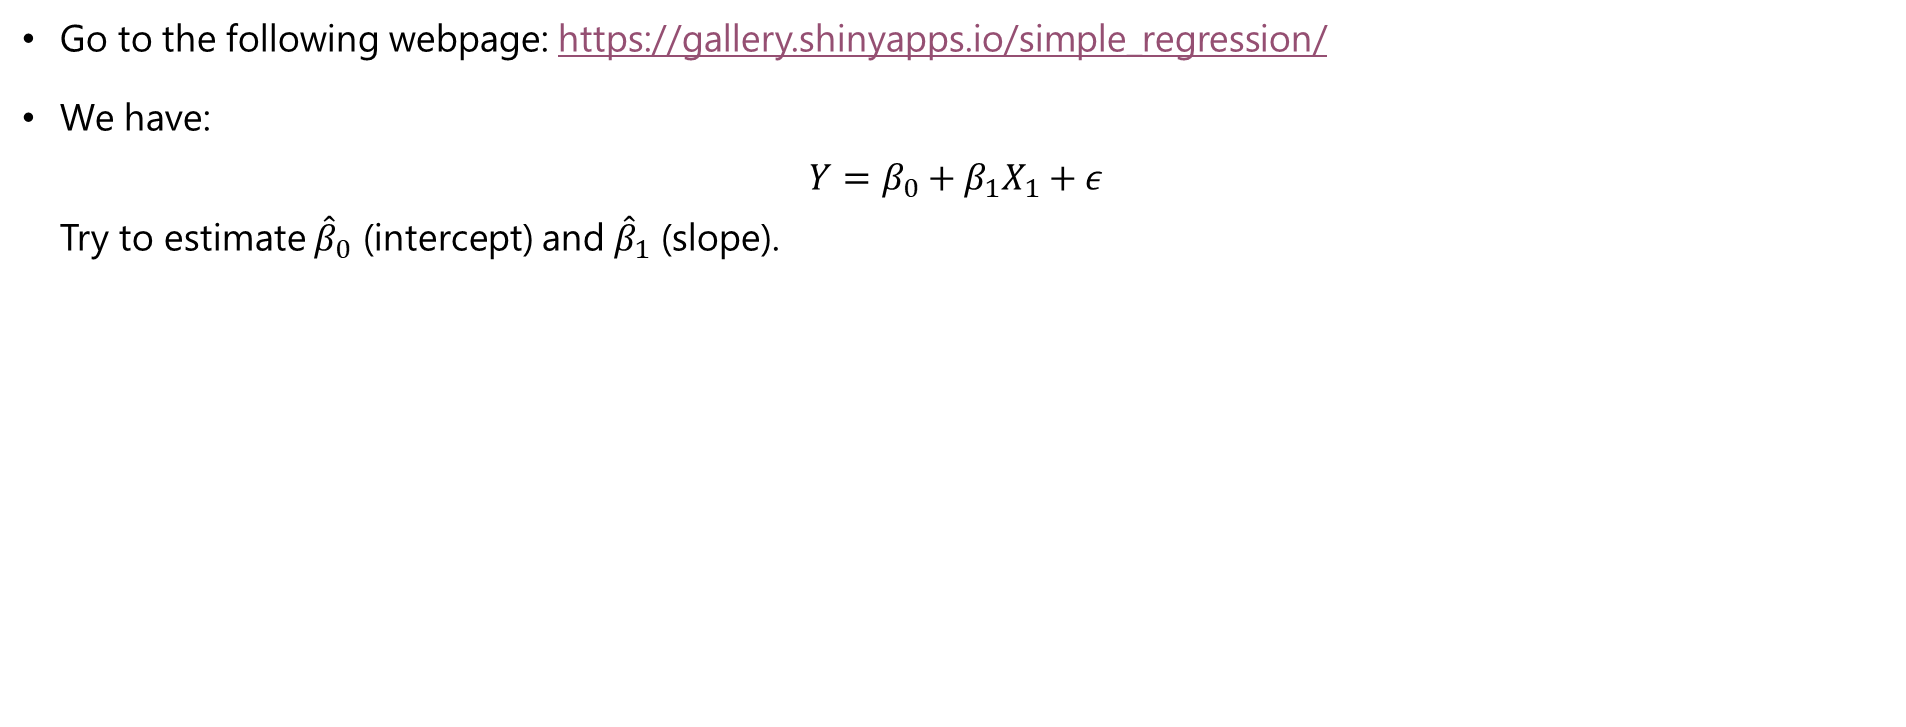 • Go to the following webpage: https://gallery.shinyapps.io/simple_regression/
• We have:
Y = β₀ + β₁X₁ + ϵ
Try to estimate β̂₀ (intercept) and β̂₁ (slope).